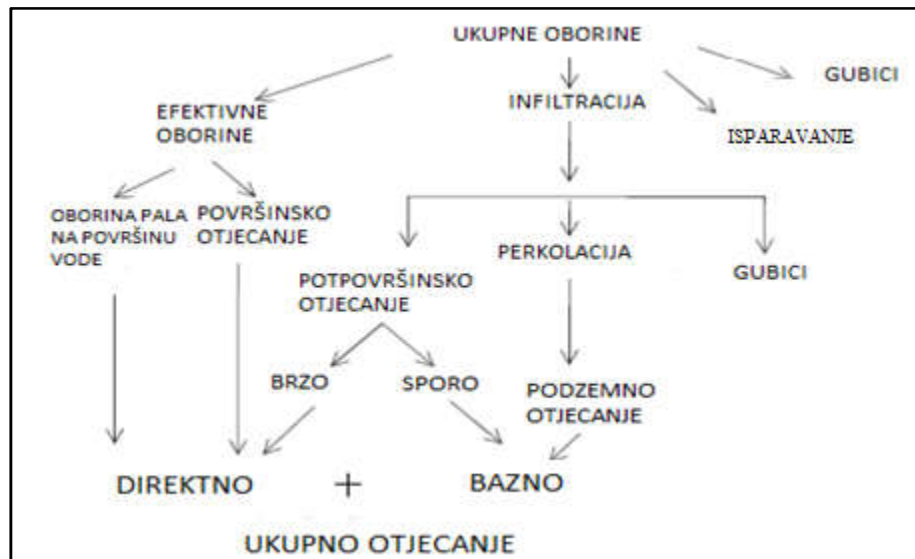 UKUPNE OBORINE
GUBICI
EFEKTIVNE
OBORINE
INFILTRACIJA
ISPARAVANJE
OBORINA PALA
NA POVRŠINU
VODE
POVRŠINSKO
OTJECANJE
POTPOVRŠINSKO
OTJECANJE
PERKOLACIJA
GUBICI
BRZO
SPORO
PODZEMNO
OTJECANJE
DIREKTNO + BAZNO
UKUPNO OTJECANJE